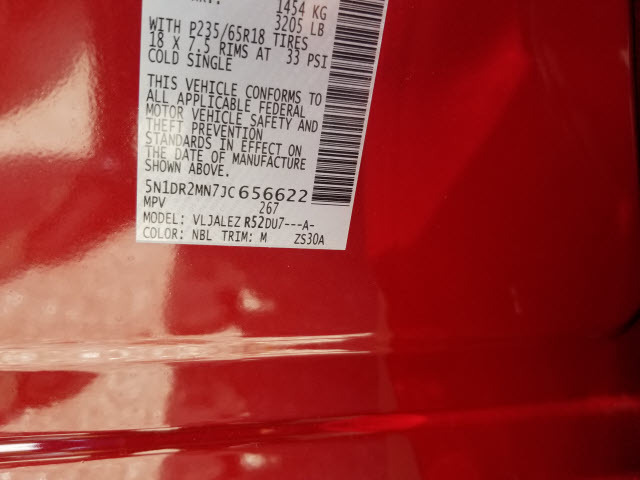 1454 KG
3205 LB
WITH P235/65R18 TIRES
18 X 7.5 RIMS AT 33 PSI
COLD SINGLE
THIS VEHICLE CONFORMS TO
ALL APPLICABLE FEDERAL
MOTOR VEHICLE SAFETY AND
THEFT PREVENTION
STANDARDS IN EFFECT ON
THE DATE OF MANUFACTURE
SHOWN ABOVE.
5N1DR2MN7JC656622
MPV 267
MODEL: VLJALEZ R52DU7---A-
COLOR: NBL TRIM: M ZS30A